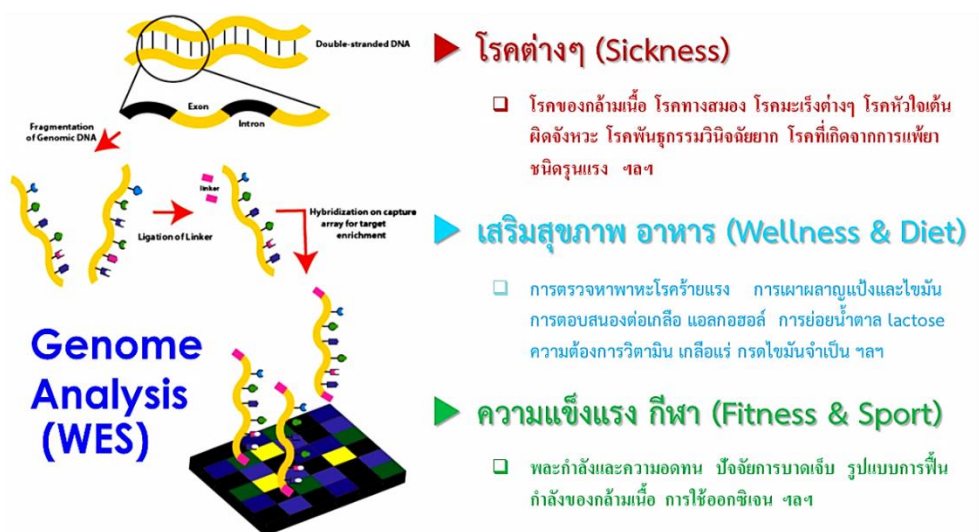 Double-stranded DNA
Exon
Intron
Fragmentation
of Genomic DNA
linker
Ligation of Linker
Hybridization on capture
array for target
enrichment
Genome
Analysis
(WES)
โรคต่างๆ (Sickness)
โรคของกล้ามเนื้อ โรคทางสมอง โรคมะเร็งต่างๆ โรคหัวใจเต้น
ผิดจังหวะ โรคพันธุกรรมวินิจฉัยยาก โรคที่เกิดจากการแพ้ยา
ชนิดรุนแรง ฯลฯ
เสริมสุขภาพ อาหาร (Wellness & Diet)
การตรวจหาพาหะโรคร้ายแรง การเผาผลาญแป้งและไขมัน
การตอบสนองต่อเกลือ แอลกอฮอล์ การย่อยน้ำตาล lactose
ความต้องการวิตามิน เกลือแร่ กรดไขมันจำเป็น ฯลฯ
ความแข็งแรง กีฬา (Fitness & Sport)
พละกำลังและความอดทน ปัจจัยการบาดเจ็บ รูปแบบการฟื้น
กำลังของกล้ามเนื้อ การใช้ออกซิเจน ฯลฯ